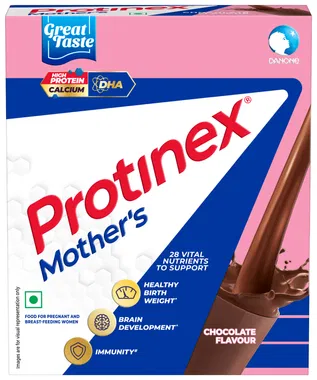 Great
Taste
DANONE
HIGH
PROTEIN
CALCIUM
DHA
Protinex®
Mother's
28 VITAL
NUTRIENTS
TO SUPPORT
HEALTHY
BIRTH
WEIGHT*
BRAIN
DEVELOPMENT*
IMMUNITY*
CHOCOLATE
FLAVOUR
FOOD FOR PREGNANT AND
BREAST-FEEDING WOMEN
Images are for visual representation only